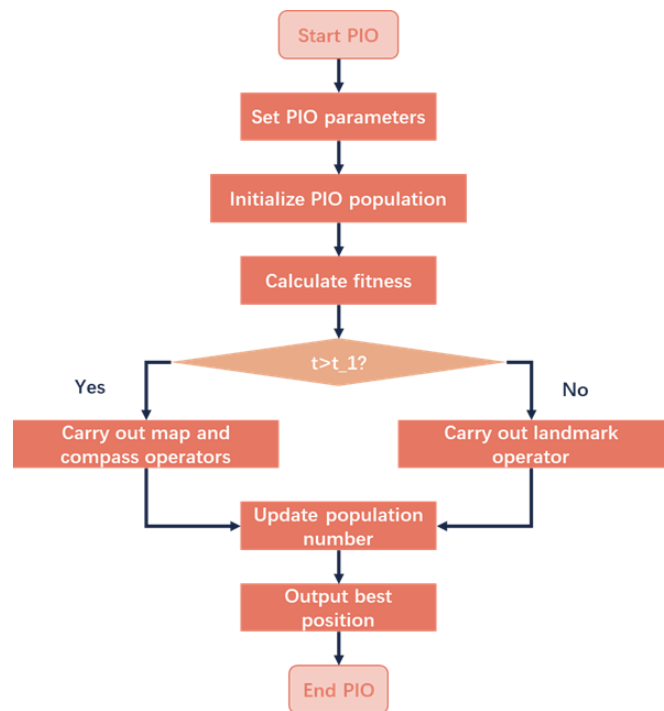 Start PIO
Set PIO parameters
Initialize PIO population
Calculate fitness
t>t_1?
Yes
No
Carry out map and
compass operators
Carry out landmark
operator
Update population
number
Output best
position
End PIO